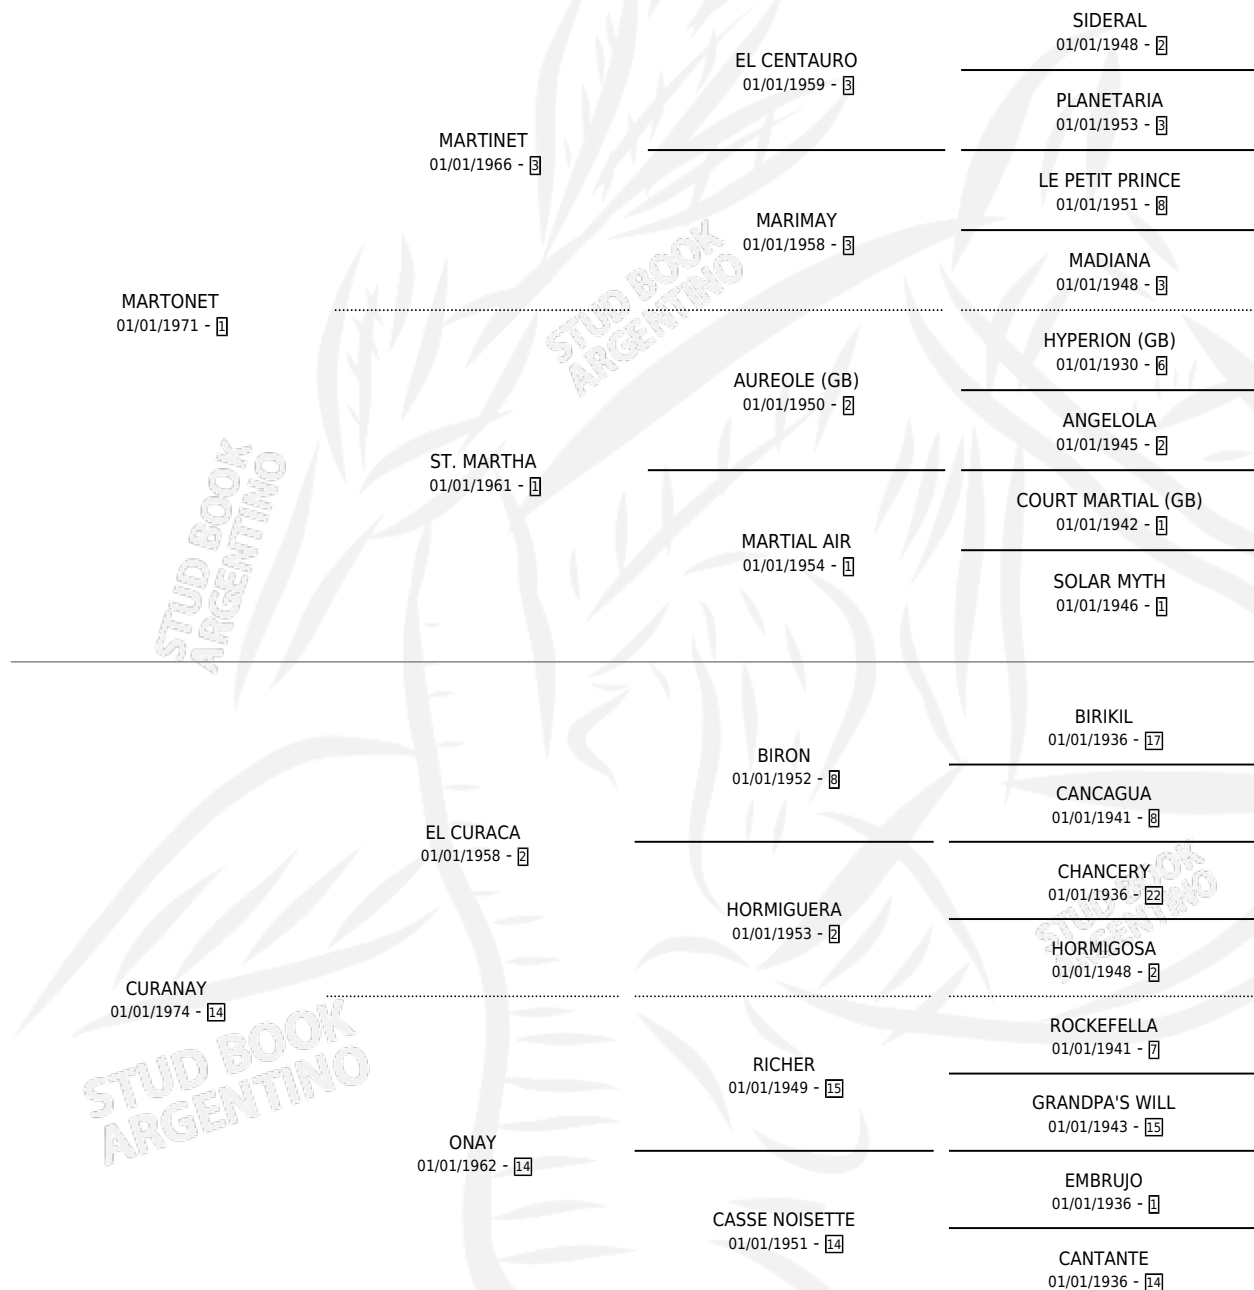 SIDERAL
01/01/1948 - 2
EL CENTAURO
01/01/1959 - 3
PLANETARIA
01/01/1953 - 3
MARTINET
01/01/1966 - 3
LE PETIT PRINCE
01/01/1951 - 8
MARIMAY
01/01/1958 - 3
MADIANA
01/01/1948 - 3
MARTONET
01/01/1971 - 1
HYPERION (GB)
01/01/1930 - 6
AUREOLE (GB)
01/01/1950 - 2
ANGELOLA
01/01/1945 - 2
ST. MARTHA
01/01/1961 - 1
COURT MARTIAL (GB)
01/01/1942 - 1
MARTIAL AIR
01/01/1954 - 1
SOLAR MYTH
01/01/1946 - 1
BIRIKIL
01/01/1936 - 17
BIRON
01/01/1952 - 8
CANCAGUA
01/01/1941 - 8
EL CURACA
01/01/1958 - 2
CHANCERY
01/01/1936 - 22
HORMIGUERA
01/01/1953 - 2
HORMIGOSA
01/01/1948 - 2
CURANAY
01/01/1974 - 14
ROCKEFELLA
01/01/1941 - 7
RICHER
01/01/1949 - 15
GRANDPA'S WILL
01/01/1943 - 15
ONAY
01/01/1962 - 14
EMBRUJO
01/01/1936 - 1
CASSE NOISETTE
01/01/1951 - 14
CANTANTE
01/01/1936 - 14
STUD BOOK
ARGENTINO
STUD BOOK
ARGENTINO
STUD BOOK
ARGENTINO
STUD BOOK
ARGENTINO